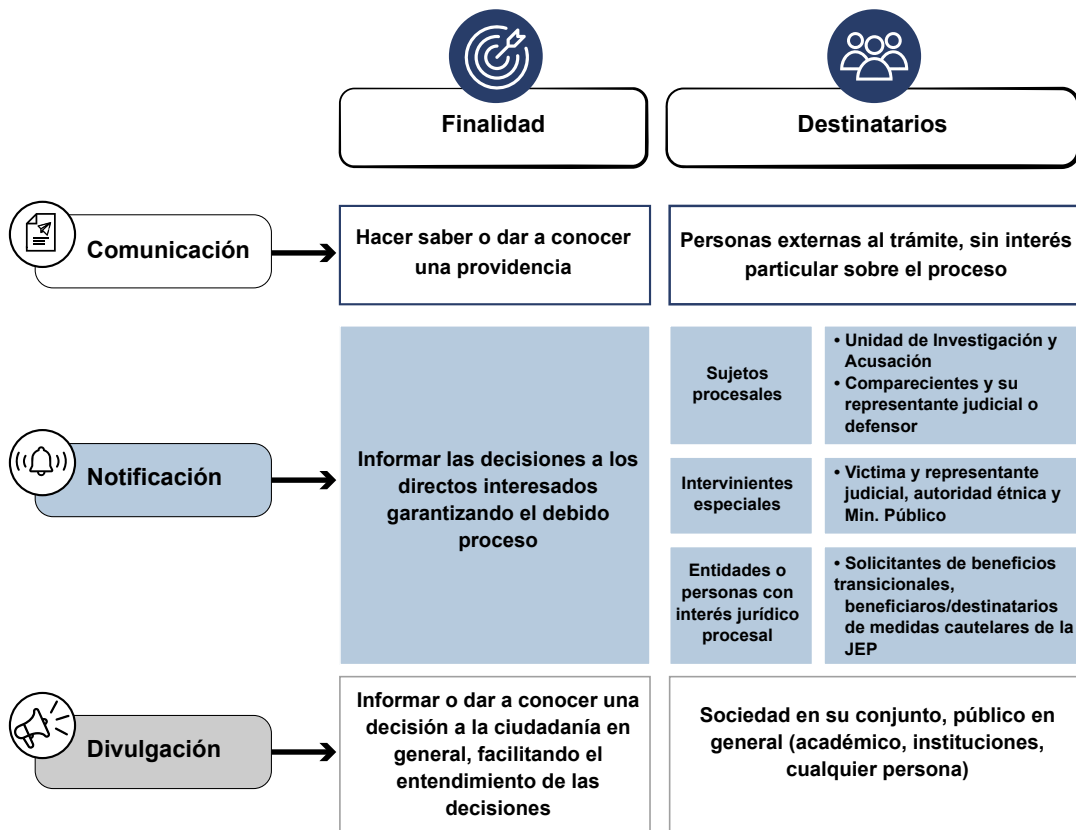 Finalidad
Destinatarios
Comunicación
Hacer saber o dar a conocer
una providencia
Personas externas al trámite, sin interés
particular sobre el proceso
Notificación
Informar las decisiones a los
directos interesados
garantizando el debido
proceso
Sujetos
procesales
• Unidad de Investigación y
Acusación
• Comparecientes y su
representante judicial o
defensor
Intervinientes
especiales
• Victima y representante
judicial, autoridad étnica y
Min. Público
Entidades o
personas con
interés jurídico
procesal
• Solicitantes de beneficios
transicionales,
beneficiaros/destinatarios
de medidas cautelares de la
JEP
Divulgación
Informar o dar a conocer una
decisión a la ciudadanía en
general, facilitando el
entendimiento de las
decisiones
Sociedad en su conjunto, público en
general (académico, instituciones,
cualquier persona)